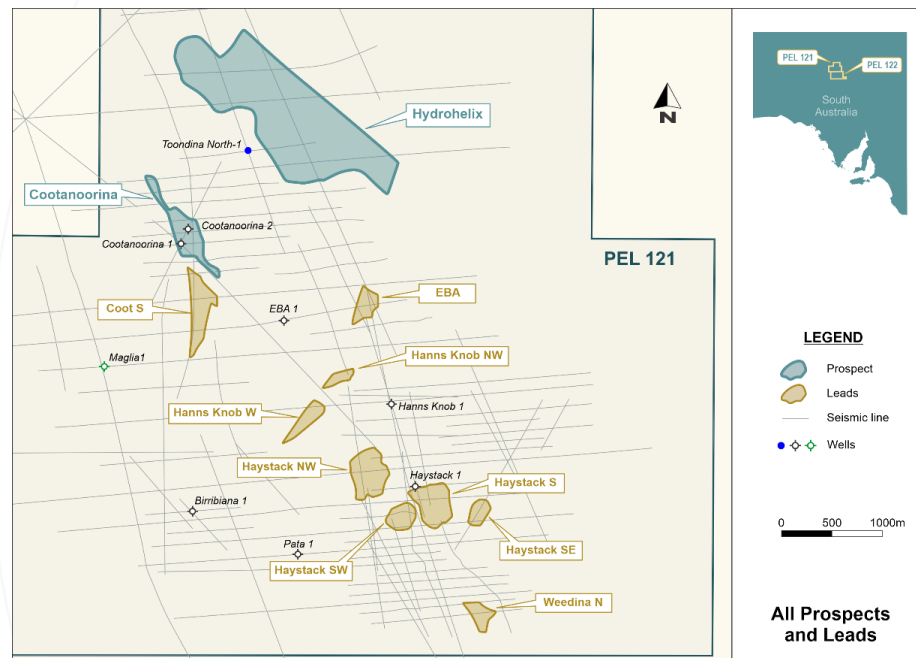 Hydrohelix
Toondina North-1
Cootanoorina
Cootanoorina 2
Cootanoorina 1
PEL 121
Coot S
EBA
EBA 1
Maglia1
Hanns Knob NW
Hanns Knob W
Hanns Knob 1
Haystack NW
Haystack 1
Haystack S
Birribiana 1
Pata 1
Haystack SW
Haystack SE
Weedina N
N
PEL 121
PEL 122
South
Australia
LEGEND
Prospect
Leads
Seismic line
Wells
0 500 1000m
All Prospects
and Leads